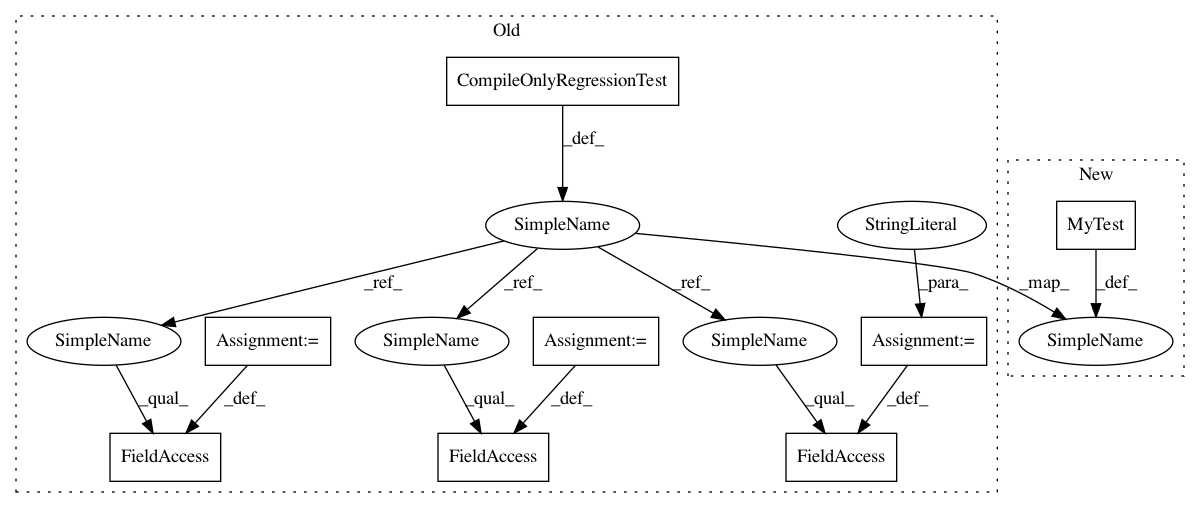 Old
CompileOnlyRegressionTest
_def_
New
SimpleName
StringLiteral
MyTest
_ref_
_ref_
_ref_
_para_
_map_
_def_
SimpleName
Assignment:=
SimpleName
Assignment:=
SimpleName
Assignment:=
SimpleName
_qual_
_def_
_qual_
_def_
_qual_
_def_
FieldAccess
FieldAccess
FieldAccess